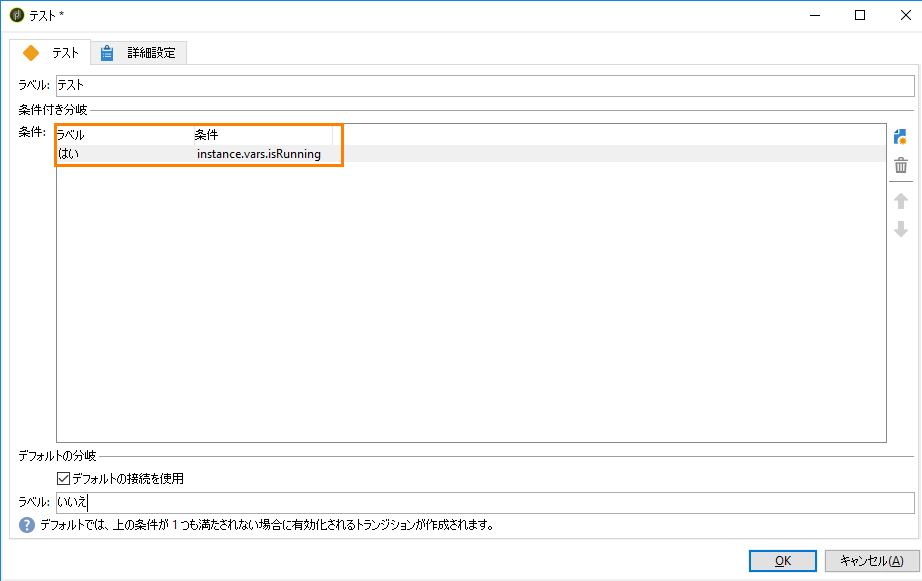 テスト *
テスト 詳細設定
ラベル: テスト
条件付き分岐
条件: ラベル 条件
はい instance.vars.isRunning
デフォルトの分岐
デフォルトの接続を使用
ラベル: いいえ
? デフォルトでは、上の条件が 1 つも満たされない場合に有効化されるトランジションが作成されます。
OK キャンセル(A)